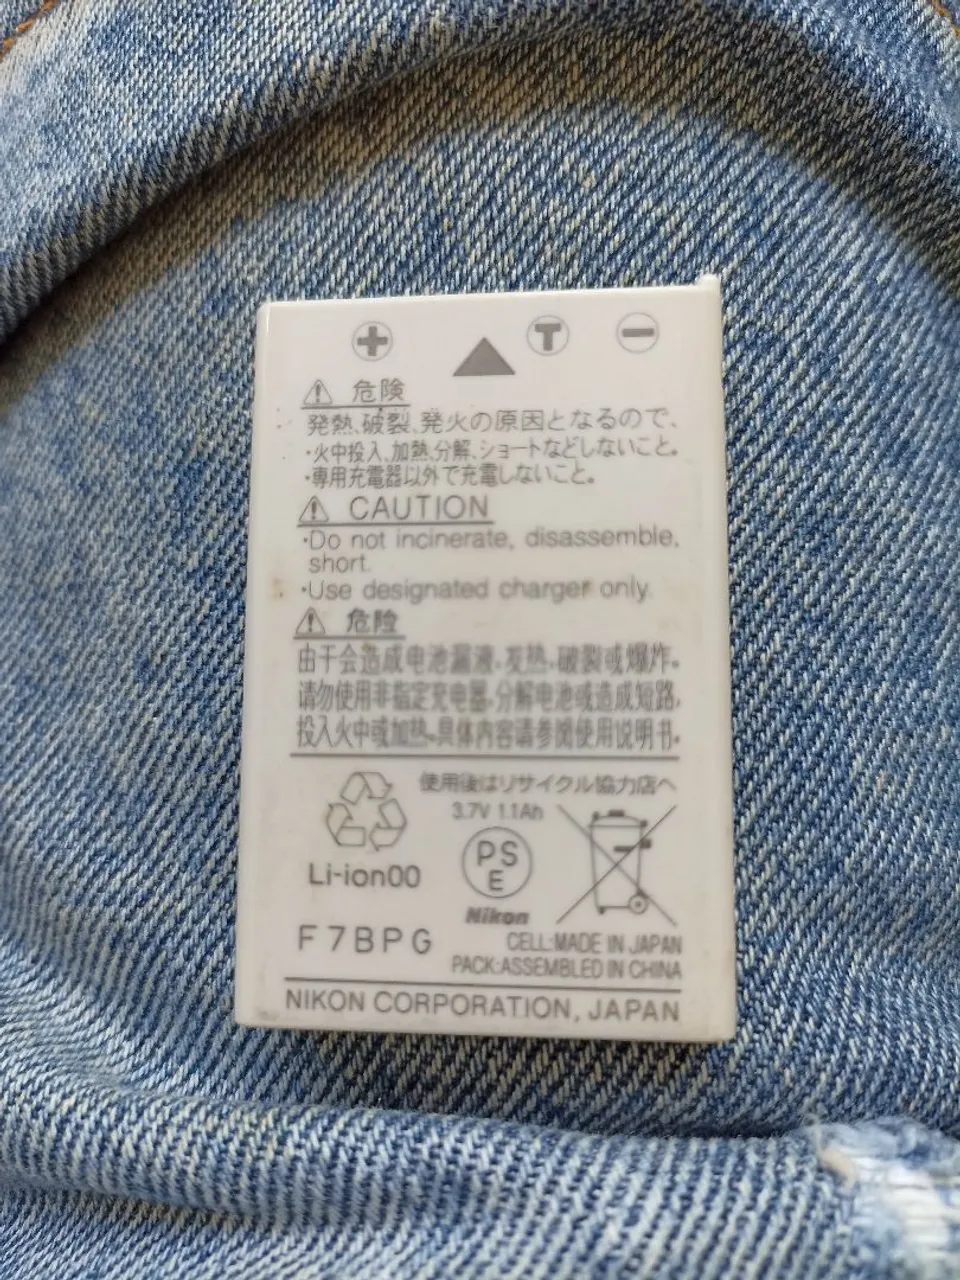 + T −
⚠ 危険
発熱、破裂、発火の原因となるので、
・火中投入、加熱、分解、ショートなどしないこと。
・専用充電器以外で充電しないこと。
⚠ CAUTION
·Do not incinerate, disassemble,
short.
·Use designated charger only.
⚠ 危险
由于会造成电池漏液、发热、破裂或爆炸。
请勿使用非指定充电器、分解电池或造成短路,
投入火中或加热。具体内容请参阅使用说明书。
使用後はリサイクル協力店へ
3.7V 1.1Ah
PS
E
Li-ion00
Nikon
F7BPG
CELL:MADE IN JAPAN
PACK:ASSEMBLED IN CHINA
NIKON CORPORATION, JAPAN